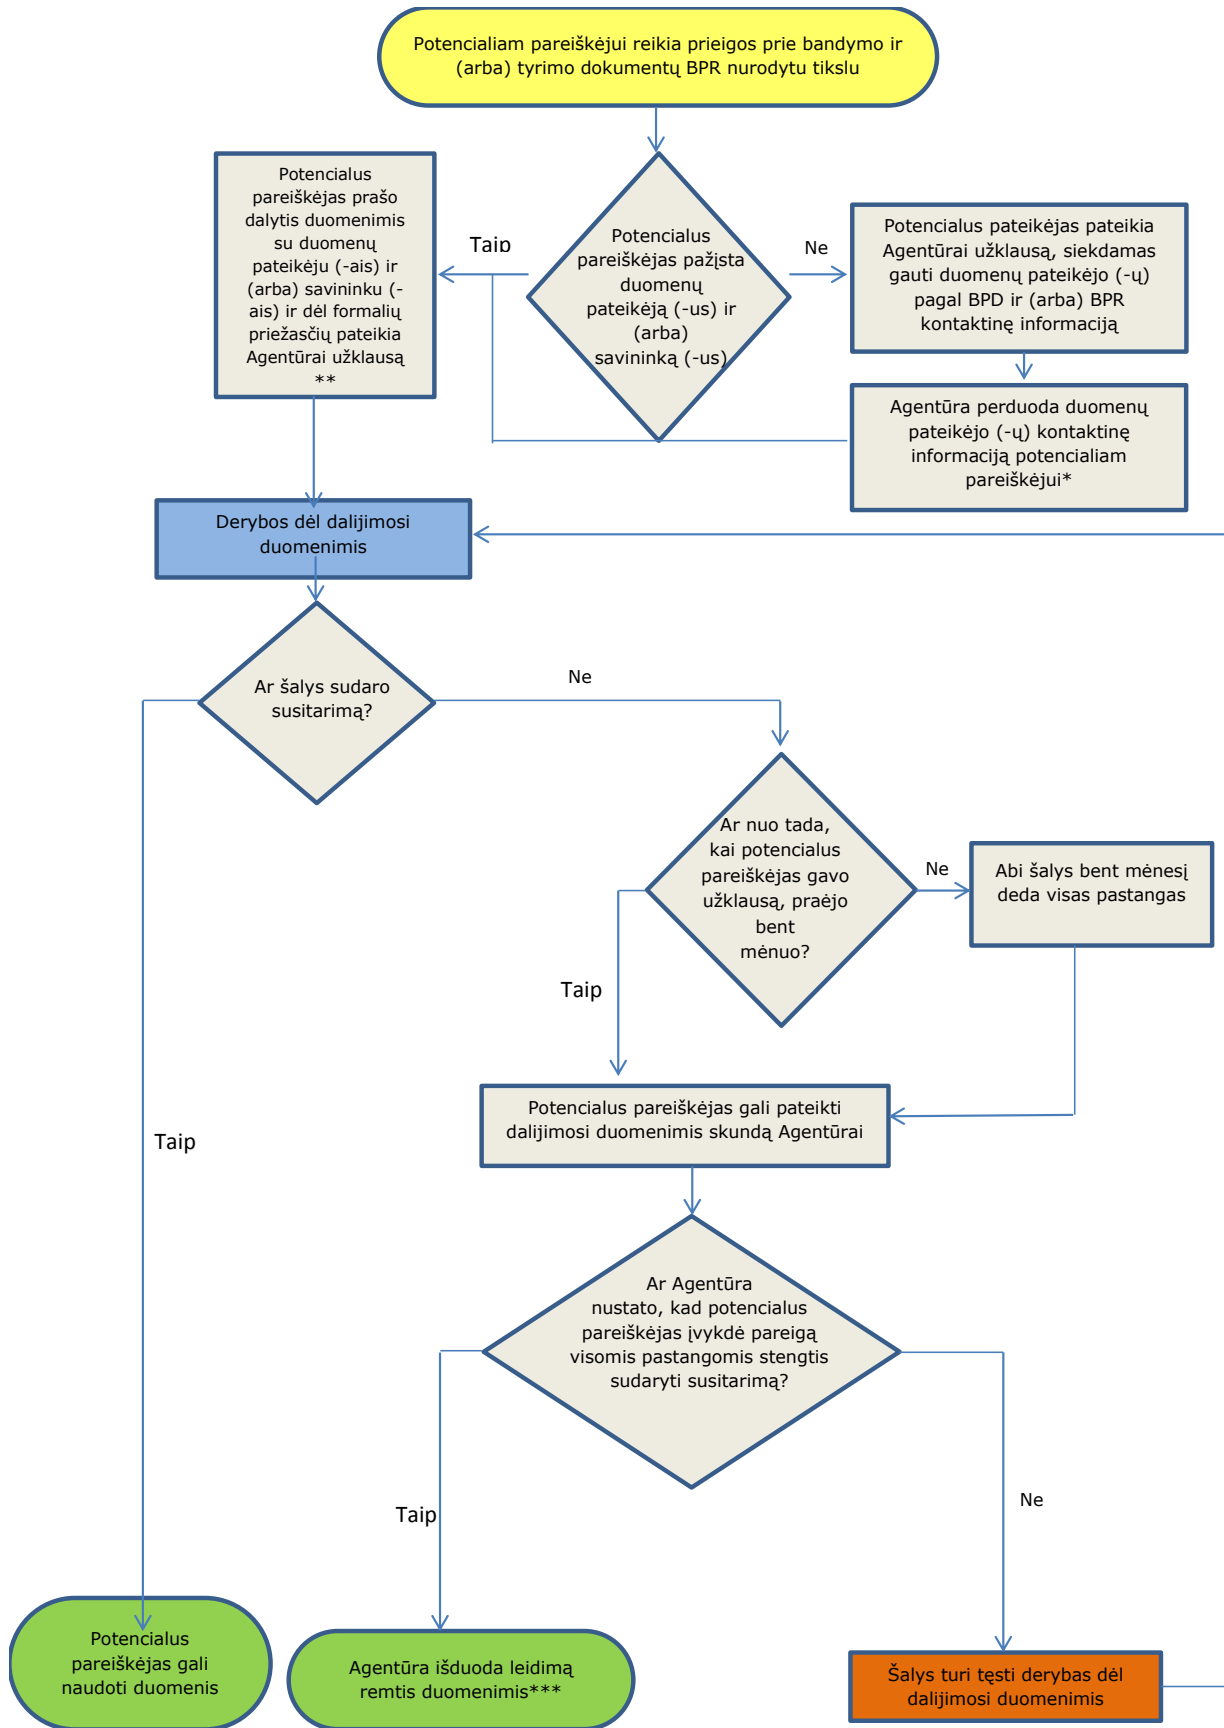 Potencialiam pareiškėjui reikia prieigos prie bandymo ir
(arba) tyrimo dokumentų BPR nurodytu tikslu
Potencialus
pareiškėjas prašo
dalytis duomenimis
su duomenų
pateikėju (-ais) ir
(arba) savininku (-
ais) ir dėl formalių
priežasčių pateikia
Agentūrai užklausą
**
Taip
Potencialus
pareiškėjas pažįsta
duomenų
pateikėją (-us) ir
(arba)
savininką (-us)
Ne
Potencialus pateikėjas pateikia
Agentūrai užklausą, siekdamas
gauti duomenų pateikėjo (-ų)
pagal BPD ir (arba) BPR
kontaktinę informaciją
Agentūra perduoda duomenų
pateikėjo (-ų) kontaktinę
informaciją potencialiam
pareiškėjui*
Derybos dėl dalijimosi
duomenimis
Ar šalys sudaro
susitarimą?
Ne
Ar nuo tada,
kai potencialus
pareiškėjas gavo
užklausą, praėjo
bent
mėnuo?
Ne
Abi šalys bent mėnesį
deda visas pastangas
Taip
Potencialus pareiškėjas gali pateikti
dalijimosi duomenimis skundą Agentūrai
Taip
Ar Agentūra
nustato, kad potencialus
pareiškėjas įvykdė pareigą
visomis pastangomis stengtis
sudaryti susitarimą?
Taip
Ne
Potencialus
pareiškėjas gali
naudoti duomenis
Agentūra išduoda leidimą
remtis duomenimis***
Šalys turi tęsti derybas dėl
dalijimosi duomenimis